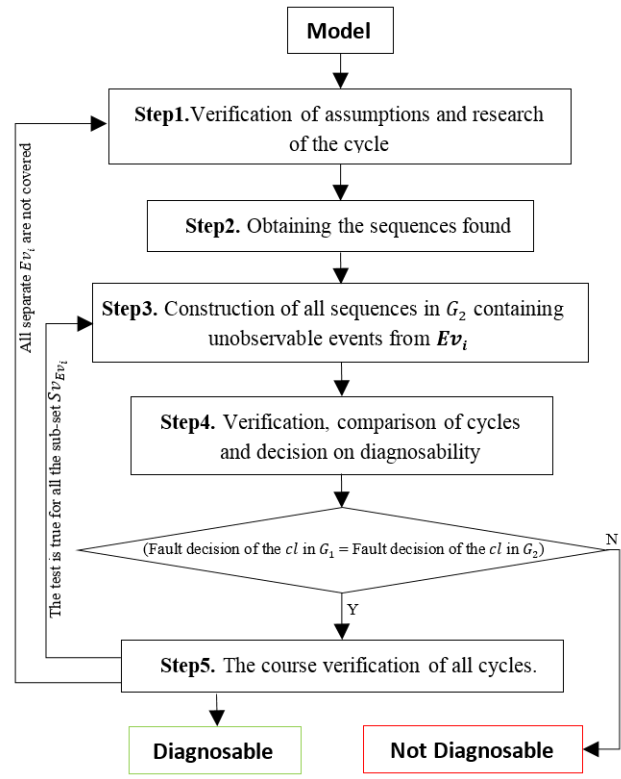 Model
Step1.Verification of assumptions and research
of the cycle
Step2. Obtaining the sequences found
Step3. Construction of all sequences in G₂ containing
unobservable events from Evᵢ
Step4. Verification, comparison of cycles
and decision on diagnosability
(Fault decision of the cl in G₁ = Fault decision of the cl in G₂)
N
Y
Step5. The course verification of all cycles.
Diagnosable
Not Diagnosable
All separate Evᵢ are not covered
The test is true for all the sub-set Sv_Evᵢ